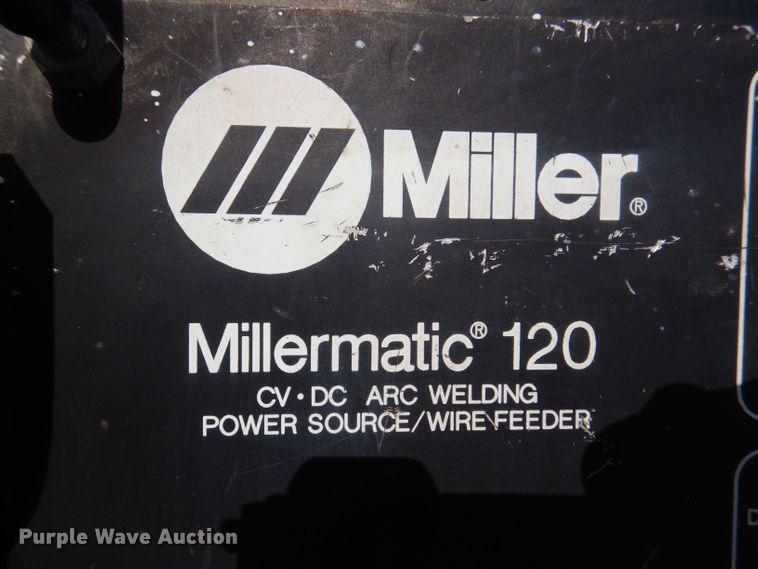 Miller®
Millermatic® 120
CV • DC ARC WELDING
POWER SOURCE/WIRE FEEDER
D
Purple Wave Auction